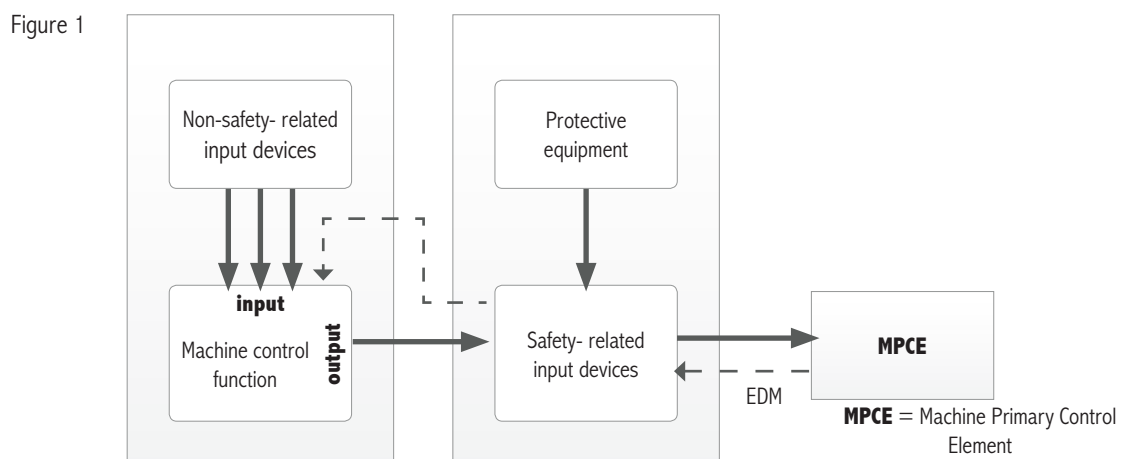 Figure 1
Non-safety- related
input devices
Protective
equipment
input
Machine control
function
output
Safety- related
input devices
MPCE
EDM
MPCE = Machine Primary Control
Element